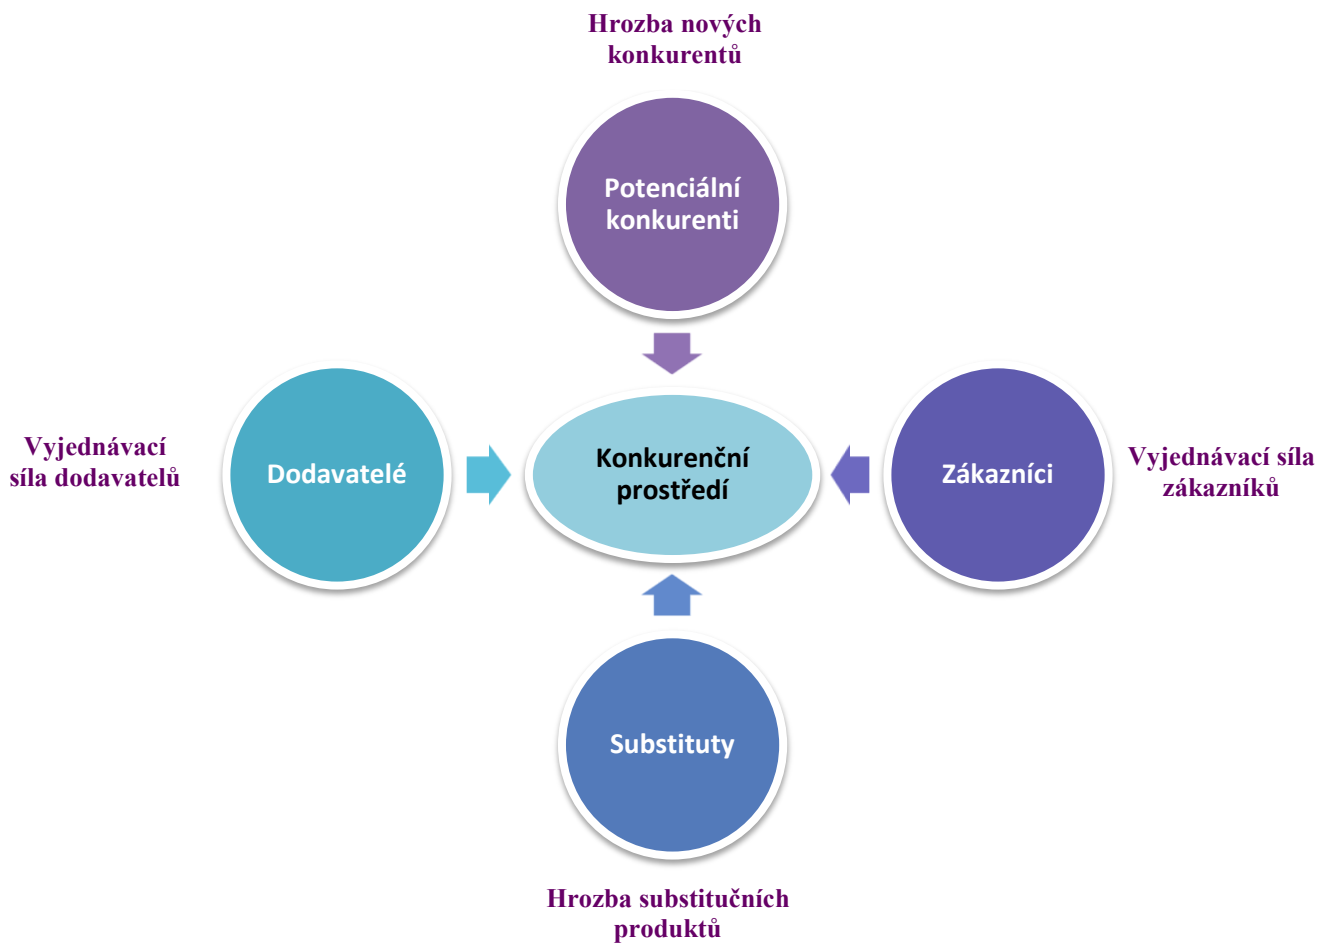 Hrozba nových
konkurentů
Potenciální
konkurenti
Vyjednávací
síla dodavatelů
Dodavatelé
Konkurenční
prostředí
Zákazníci
Vyjednávací síla
zákazníků
Substituty
Hrozba substitučních
produktů